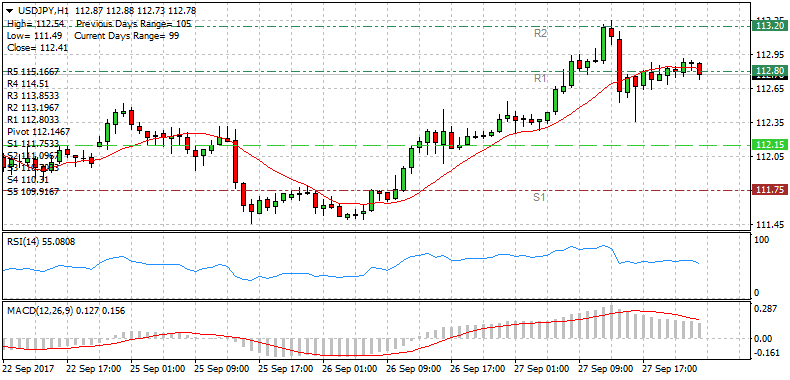 USDJPY,H1 112.87 112.88 112.73 112.78
High= 112.54 Previous Days Range= 105
Low= 111.49 Current Days Range= 99
Close= 112.41
R5 115.1667
R4 114.51
R3 113.8533
R2 113.1967
R1 112.8033
Pivot 112.1467
S1 111.7533
S2 111.0967
S4 110.31
S5 109.9167
R2
R1
S1
113.20
112.95
112.80
112.65
112.35
112.15
112.05
111.75
111.45
RSI(14) 55.0808
100
0
MACD(12,26,9) 0.127 0.156
0.287
0.00
-0.161
22 Sep 2017
22 Sep 17:00
25 Sep 01:00
25 Sep 09:00
25 Sep 17:00
26 Sep 01:00
26 Sep 09:00
26 Sep 17:00
27 Sep 01:00
27 Sep 09:00
27 Sep 17:00